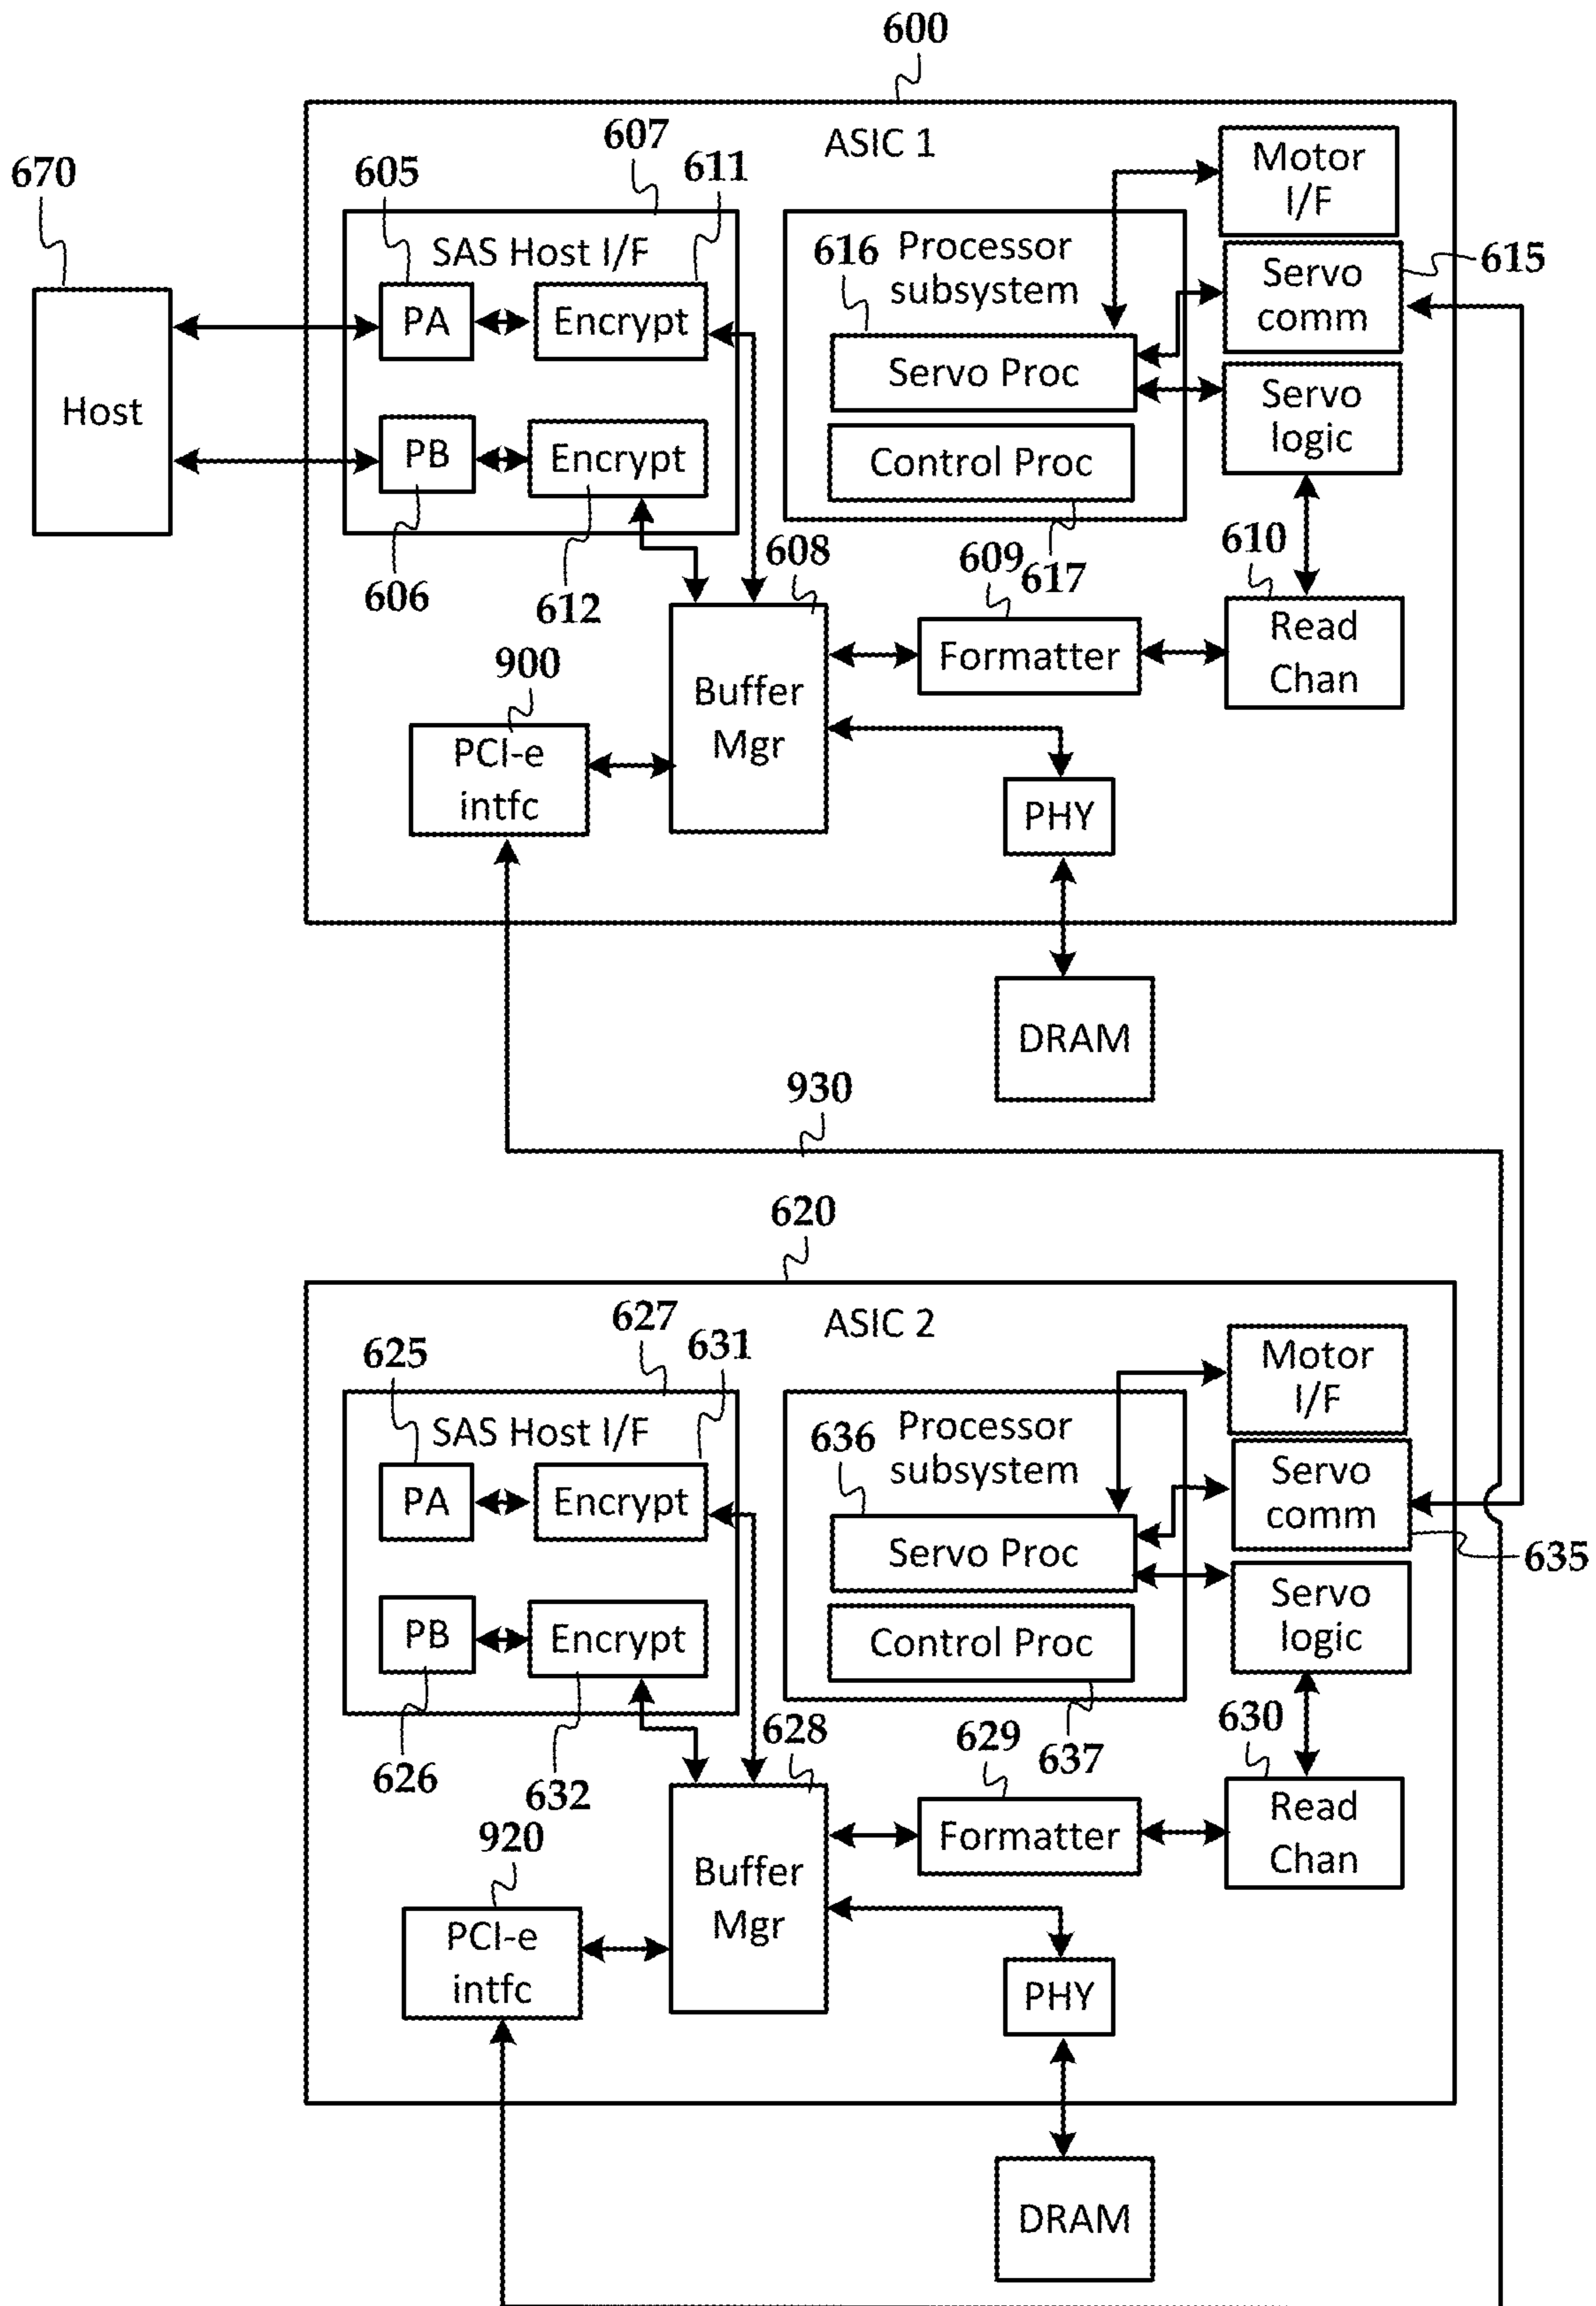 600
ASIC 1
607
611
605
670
Motor
I/F
SAS Host I/F
616
Processor
subsystem
615
Servo
comm
PA
Encrypt
Servo Proc
Host
Servo
logic
PB
Encrypt
Control Proc
610
608
609
617
606
612
Read
Chan
Formatter
900
Buffer
Mgr
PCI-e
intfc
PHY
DRAM
930
620
ASIC 2
627
631
625
Motor
I/F
SAS Host I/F
636
Processor
subsystem
Servo
comm
PA
Encrypt
635
Servo Proc
Servo
logic
PB
Encrypt
Control Proc
630
628
629
637
626
632
Read
Chan
Formatter
920
Buffer
Mgr
PCI-e
intfc
PHY
DRAM